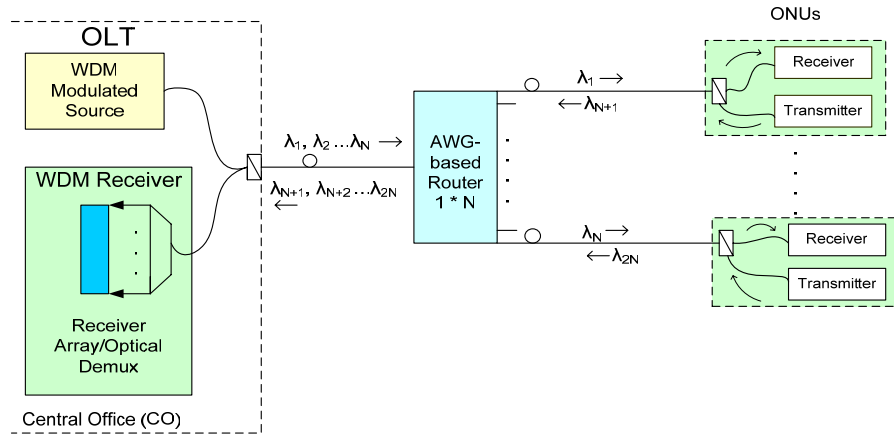 OLT
WDM
Modulated
Source
WDM Receiver
Receiver
Array/Optical
Demux
Central Office (CO)
λ1, λ2 ...λN →
λN+1, λN+2 ...λ2N
←
AWG-
based
Router
1 * N
λ1 →
← λN+1
λN →
← λ2N
ONUs
Receiver
Transmitter
Receiver
Transmitter